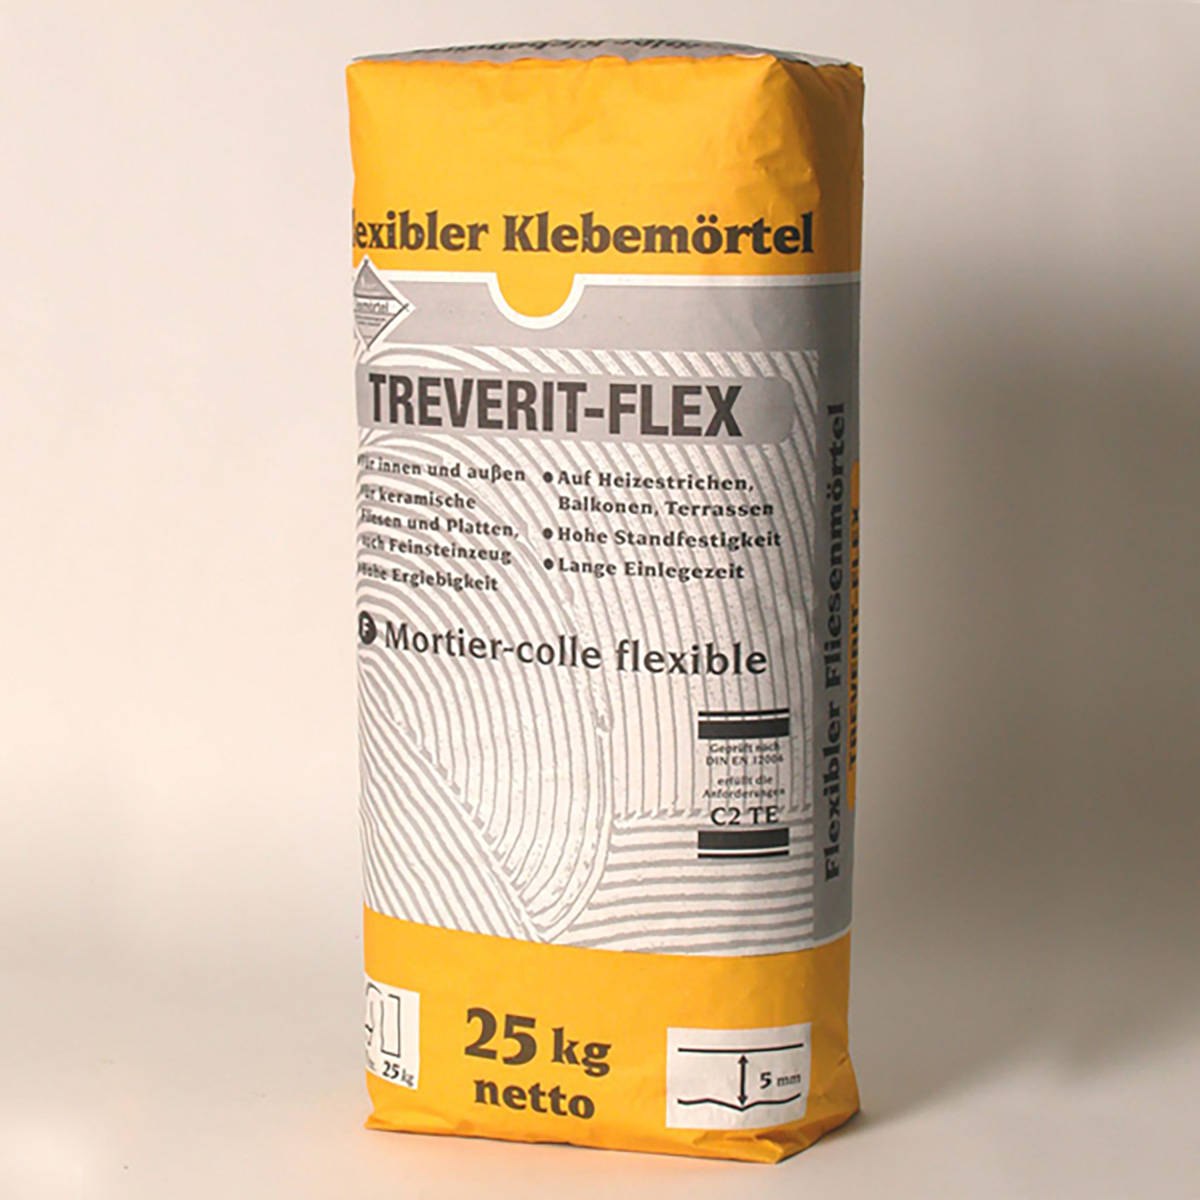 lexibler Klebemörtel
TREVERIT-FLEX
für innen und außen
für keramische
Fliesen und Platten,
auch Feinsteinzeug
Hohe Ergiebigkeit
● Auf Heizestrichen,
Balkonen, Terrassen
● Hohe Standfestigkeit
● Lange Einlegezeit
F Mortier-colle flexible
Geprüft nach
DIN EN 12004
erfüllt die
Anforderungen
C2 TE
Flexibler Fliesenmörtel
TREVERIT-FLEX
25 kg
25 kg
netto
5 mm